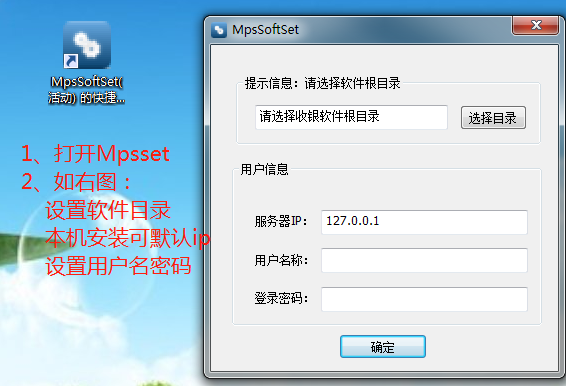 MpsSoftSet(
活动) 的快捷...
1、打开Mpsset
2、如右图：
设置软件目录
本机安装可默认ip
设置用户名密码
MpsSoftSet
提示信息：请选择软件根目录
请选择收银软件根目录
选择目录
用户信息
服务器IP：
127.0.0.1
用户名称：
登录密码：
确定